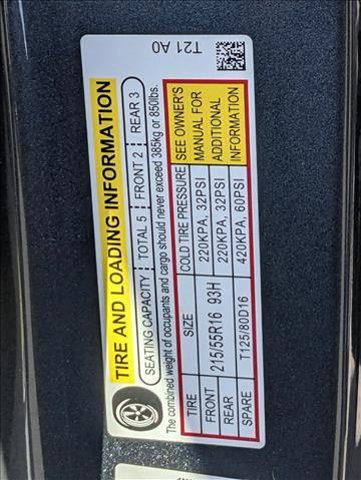 TIRE AND LOADING INFORMATION
SEATING CAPACITY TOTAL 5 FRONT 2 REAR 3
The combined weight of occupants and cargo should never exceed 385kg or 850lbs.
TIRE SIZE COLD TIRE PRESSURE SEE OWNER'S
FRONT 215/55R16 93H 220KPA, 32PSI MANUAL FOR
REAR 220KPA, 32PSI ADDITIONAL
SPARE T125/80D16 420KPA, 60PSI INFORMATION
T21 A0